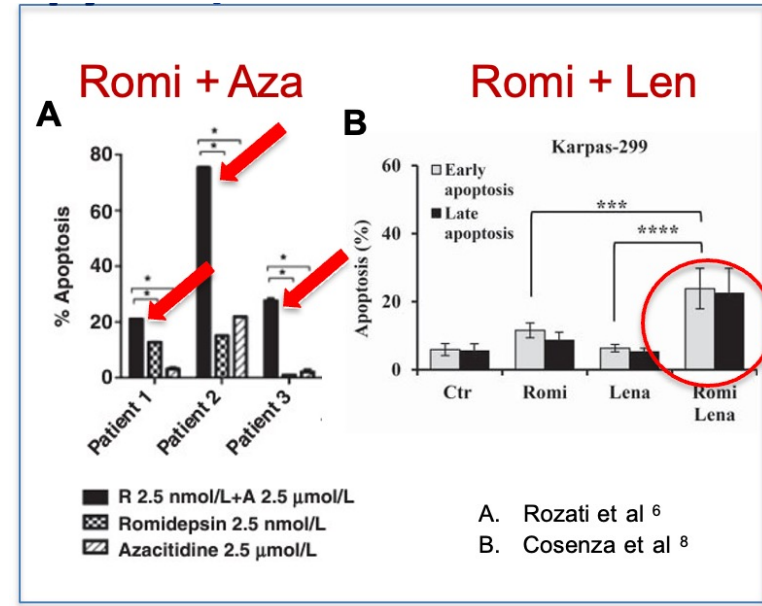 Romi + Aza
Romi + Len
A
% Apoptosis
80
60
40
20
0
*
*
*
*
*
*
Patient 1
Patient 2
Patient 3
R 2.5 nmol/L+A 2.5 μmol/L
Romidepsin 2.5 nmol/L
Azacitidine 2.5 μmol/L
B
Karpas-299
Apoptosis (%)
60
40
20
0
Early
apoptosis
Late
apoptosis
***
****
Ctr
Romi
Lena
Romi
Lena
A. Rozati et al ⁶
B. Cosenza et al ⁸